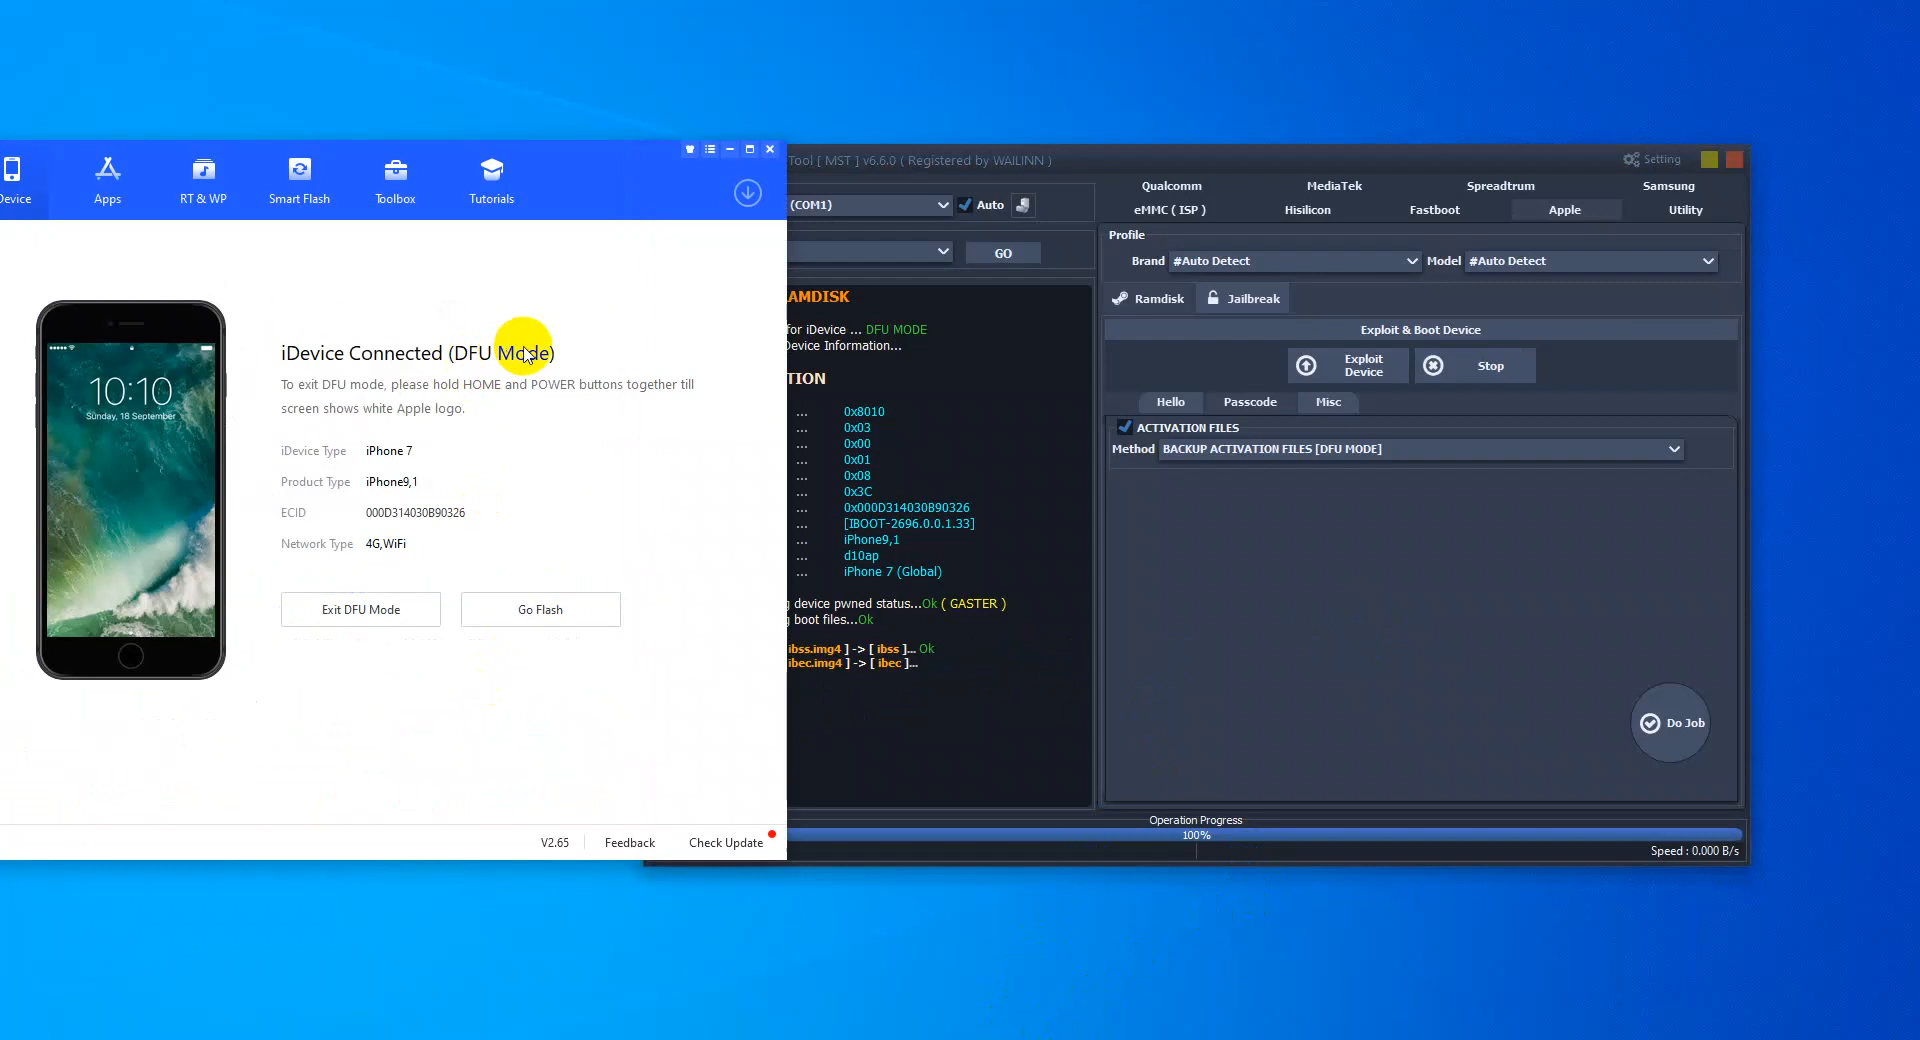 Device
Apps
RT & WP
Smart Flash
Toolbox
Tutorials
10:10
Sunday, 18 September
iDevice Connected (DFU Mode)
To exit DFU mode, please hold HOME and POWER buttons together till
screen shows white Apple logo.
iDevice Type iPhone 7
Product Type iPhone9,1
ECID 000D314030B90326
Network Type 4G,WiFi
Exit DFU Mode
Go Flash
V2.65
Feedback
Check Update
Tool [ MST ] v6.6.0 ( Registered by WAILINN )
Setting
(COM1)
Auto
GO
AMDISK
for iDevice ... DFU MODE
Device Information...
TION
... 0x8010
... 0x03
... 0x00
... 0x01
... 0x08
... 0x3C
... 0x000D314030B90326
... [IBOOT-2696.0.0.1.33]
... iPhone9,1
... d10ap
... iPhone 7 (Global)
g device pwned status...Ok ( GASTER )
g boot files...Ok
ibss.img4 ] -> [ ibss ]... Ok
ibec.img4 ] -> [ ibec ]...
Qualcomm
MediaTek
Spreadtrum
Samsung
eMMC ( ISP )
Hisilicon
Fastboot
Apple
Utility
Profile
Brand #Auto Detect
Model #Auto Detect
Ramdisk
Jailbreak
Exploit & Boot Device
Exploit
Device
Stop
Hello
Passcode
Misc
ACTIVATION FILES
Method BACKUP ACTIVATION FILES [DFU MODE]
Do Job
Operation Progress
100%
Speed : 0.000 B/s